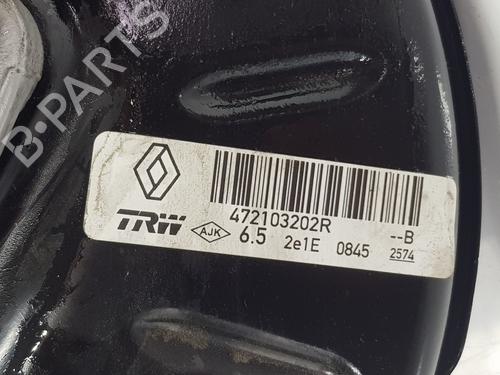 B-PARTS
472103202R
TRW AJK 6.5 2e1E 0845 --B
2574